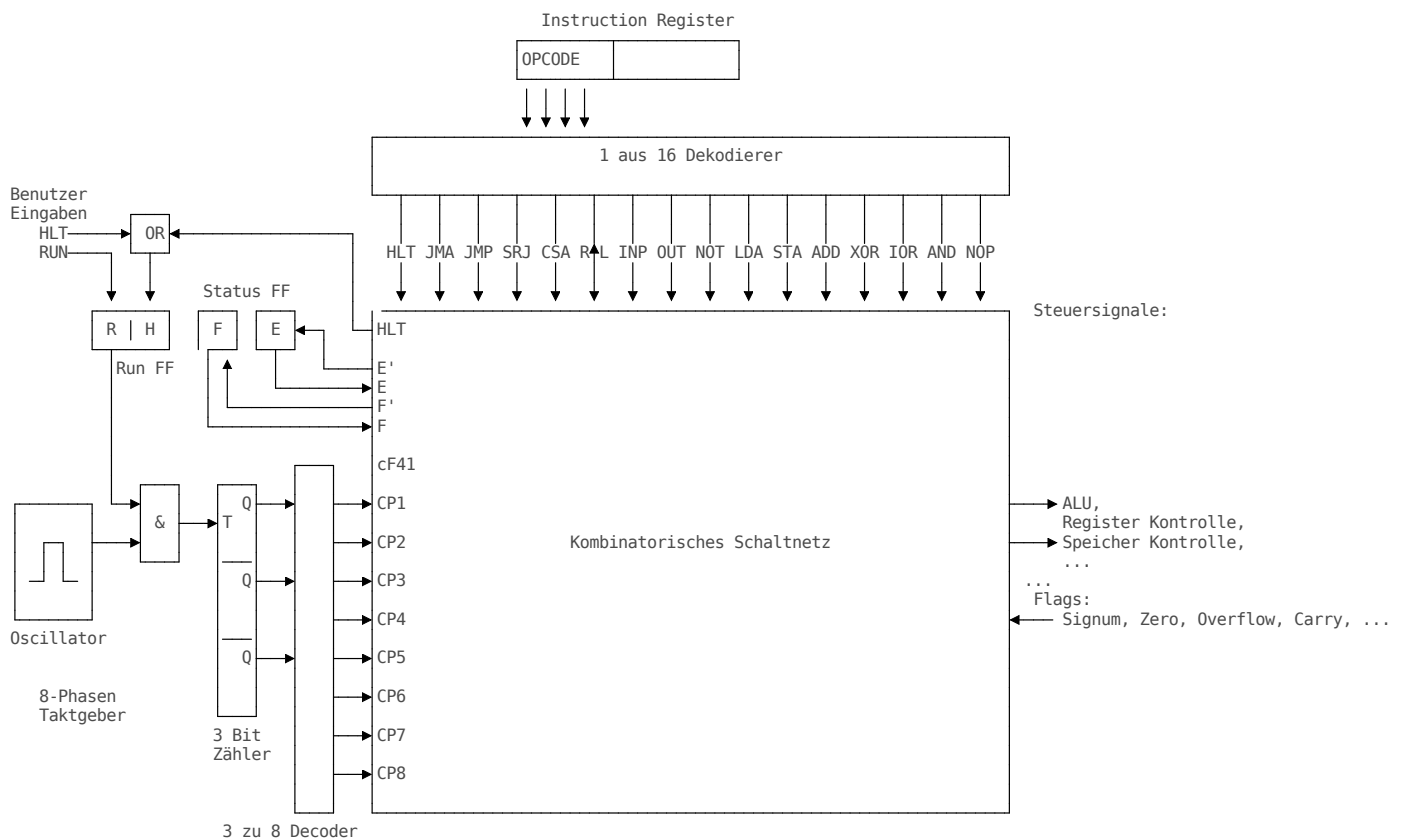 Instruction Register
OPCODE
1 aus 16 Dekodierer
Benutzer
Eingaben
HLT
RUN
OR
HLT JMA JMP SRJ CSA R L INP OUT NOT LDA STA ADD XOR IOR AND NOP
Status FF
R | H
F
E
Run FF
HLT
E'
E
F'
F
cF41
Steuersignale:
Oscillator
8-Phasen
Taktgeber
&
T
Q
Q
Q
3 Bit
Zähler
3 zu 8 Decoder
CP1
CP2
CP3
CP4
CP5
CP6
CP7
CP8
Kombinatorisches Schaltnetz
ALU,
Register Kontrolle,
Speicher Kontrolle,
...
...
Flags:
Signum, Zero, Overflow, Carry, ...